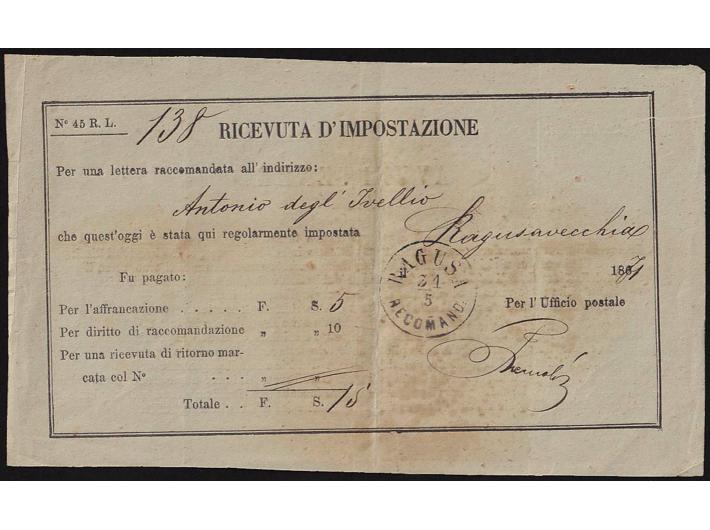 Nº 45 R. L. 138 RICEVUTA D'IMPOSTAZIONE
Per una lettera raccomandata all' indirizzo:
Antonio degl' Ivellio
che quest'oggi è stata qui regolarmente impostata Ragusavecchia
RAGUSA
31
5
RECOMAND.
Fu pagato: 1871
Per l'affrancazione . . . . . F. S. 5 Per l' Ufficio postale
Per diritto di raccomandazione „ „ 10
Per una ricevuta di ritorno mar-
cata col Nº . . . „ „
Totale . . F. S. 15